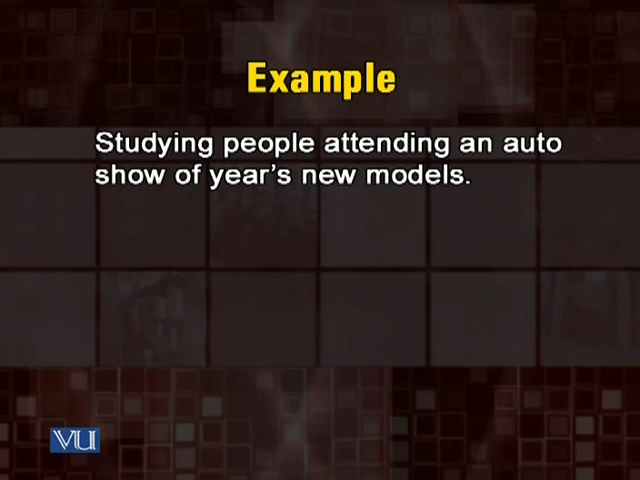 Example
Studying people attending an auto
show of year's new models.
VU